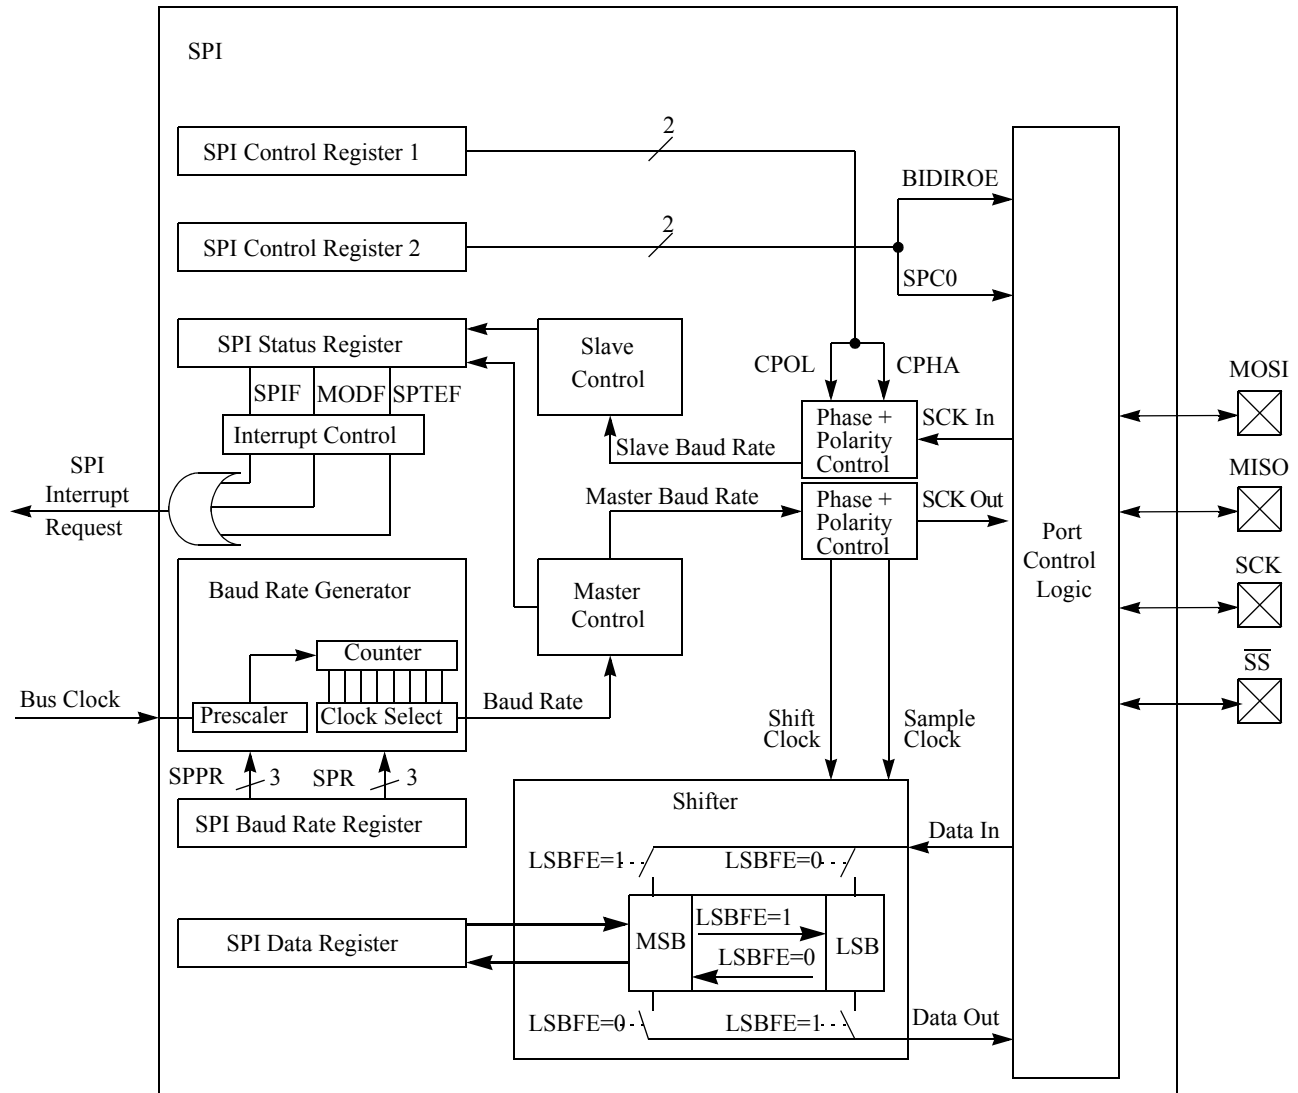 SPI
SPI Control Register 1
2
BIDIROE
SPI Control Register 2
2
SPC0
SPI Status Register
Slave
Control
CPOL
CPHA
MOSI
SPIF
MODF
SPTEF
Interrupt Control
Phase +
Polarity
Control
SCK In
Slave Baud Rate
SPI
Interrupt
Request
MISO
Master Baud Rate
Phase +
Polarity
Control
SCK Out
Port
Control
Logic
SCK
Baud Rate Generator
Master
Control
Counter
SS
Bus Clock
Prescaler
Clock Select
Baud Rate
Shift
Clock
Sample
Clock
SPPR
3
SPR
3
SPI Baud Rate Register
Shifter
Data In
LSBFE=1
LSBFE=0
SPI Data Register
MSB
LSBFE=1
LSBFE=0
LSB
LSBFE=0
LSBFE=1
Data Out